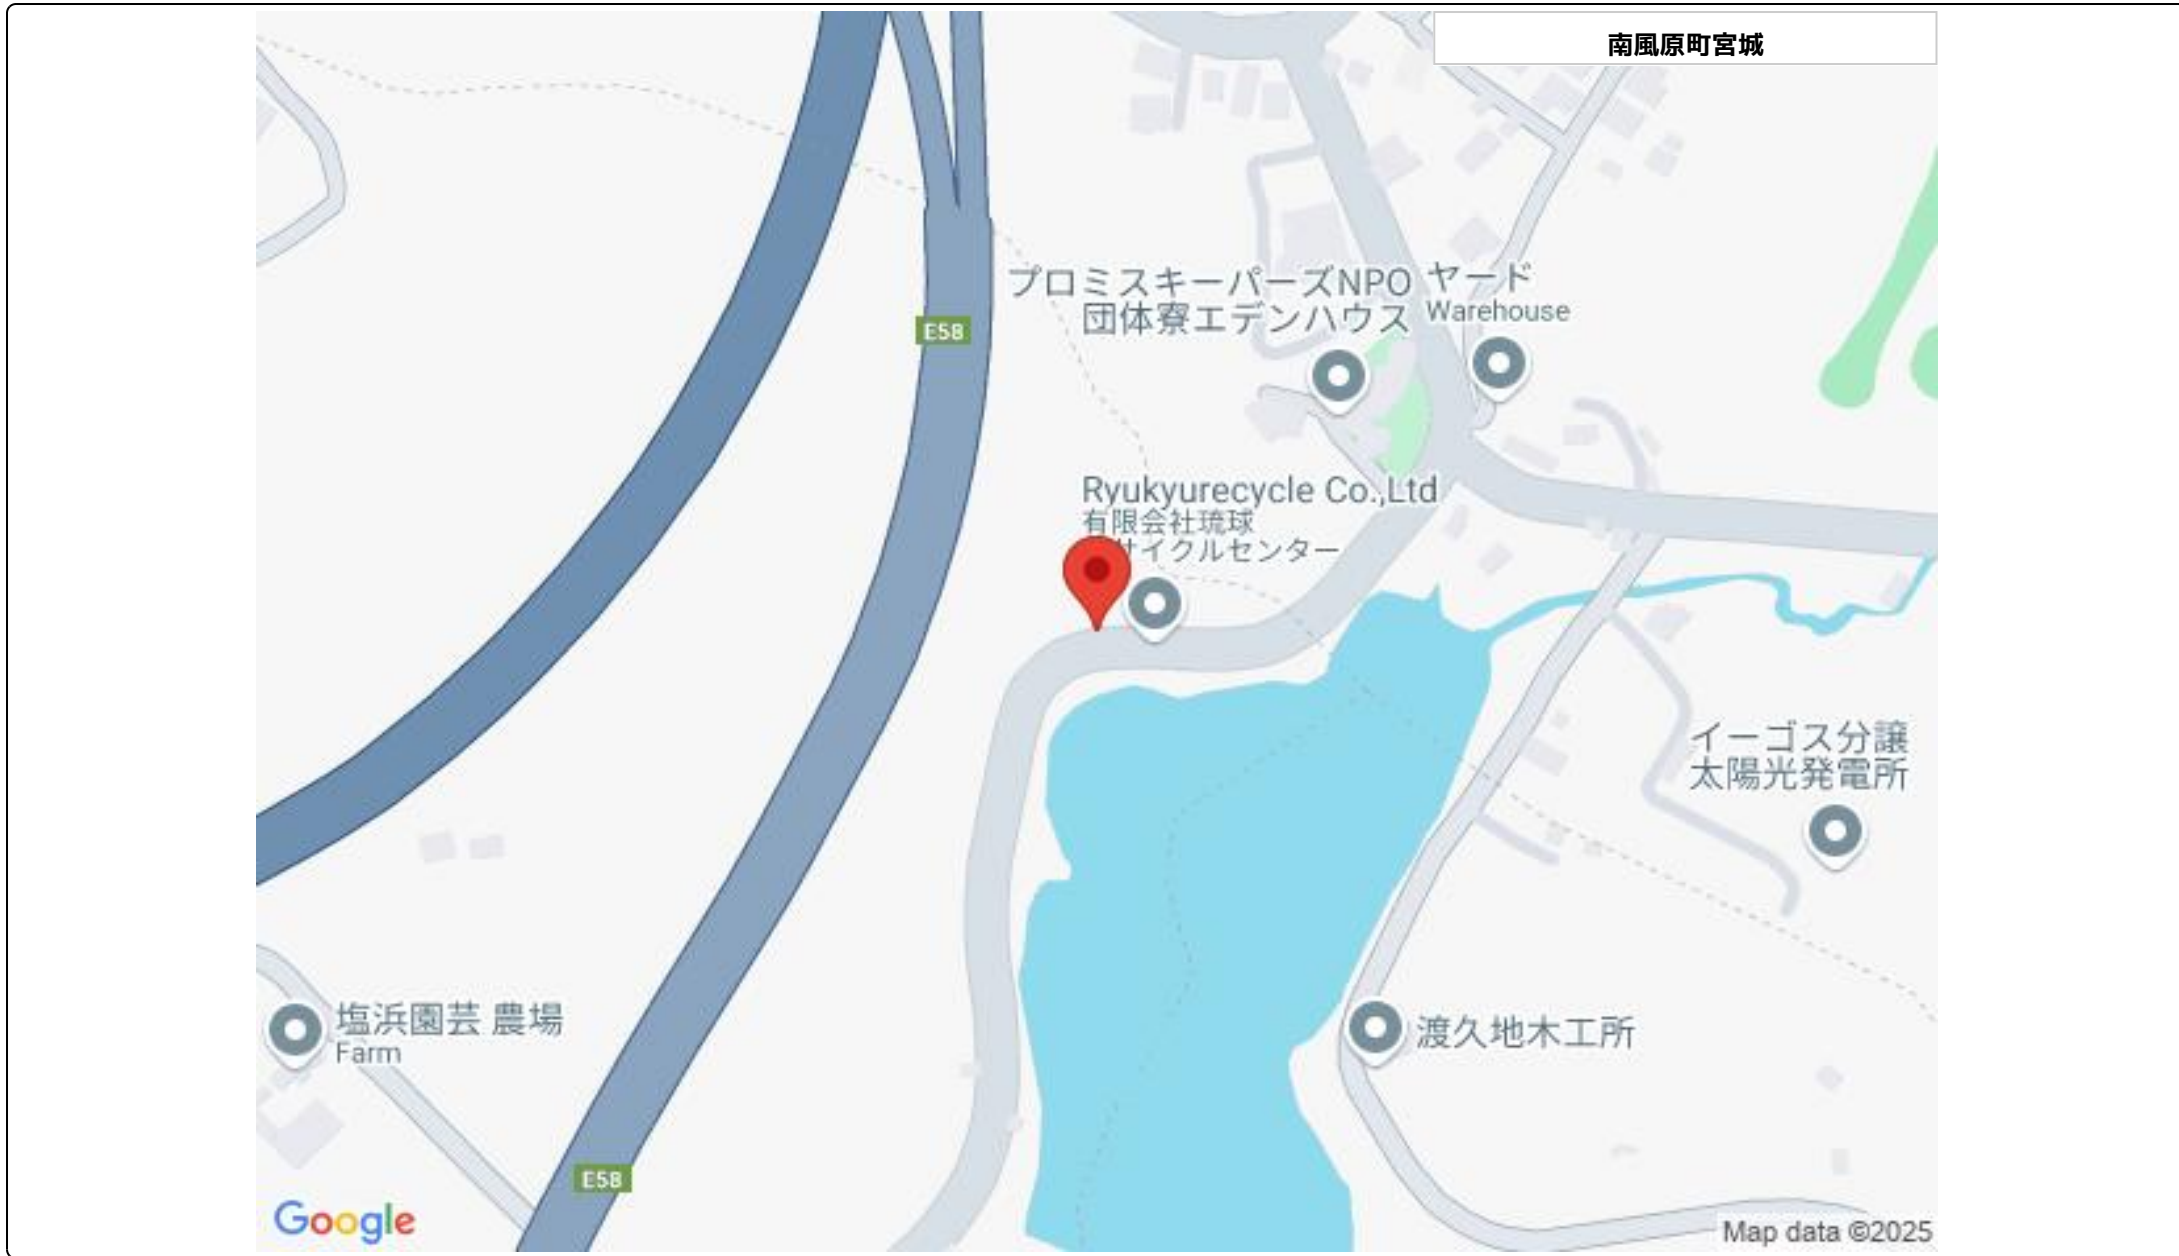 南風原町宮城
プロミスキーパーズNPO
団体寮エデンハウス
ヤード
Warehouse
E58
Ryukyurecycle Co.,Ltd
有限会社琉球
サイクルセンター
イーゴス分譲
太陽光発電所
塩浜園芸 農場
Farm
渡久地木工所
E58
Google
Map data ©2025